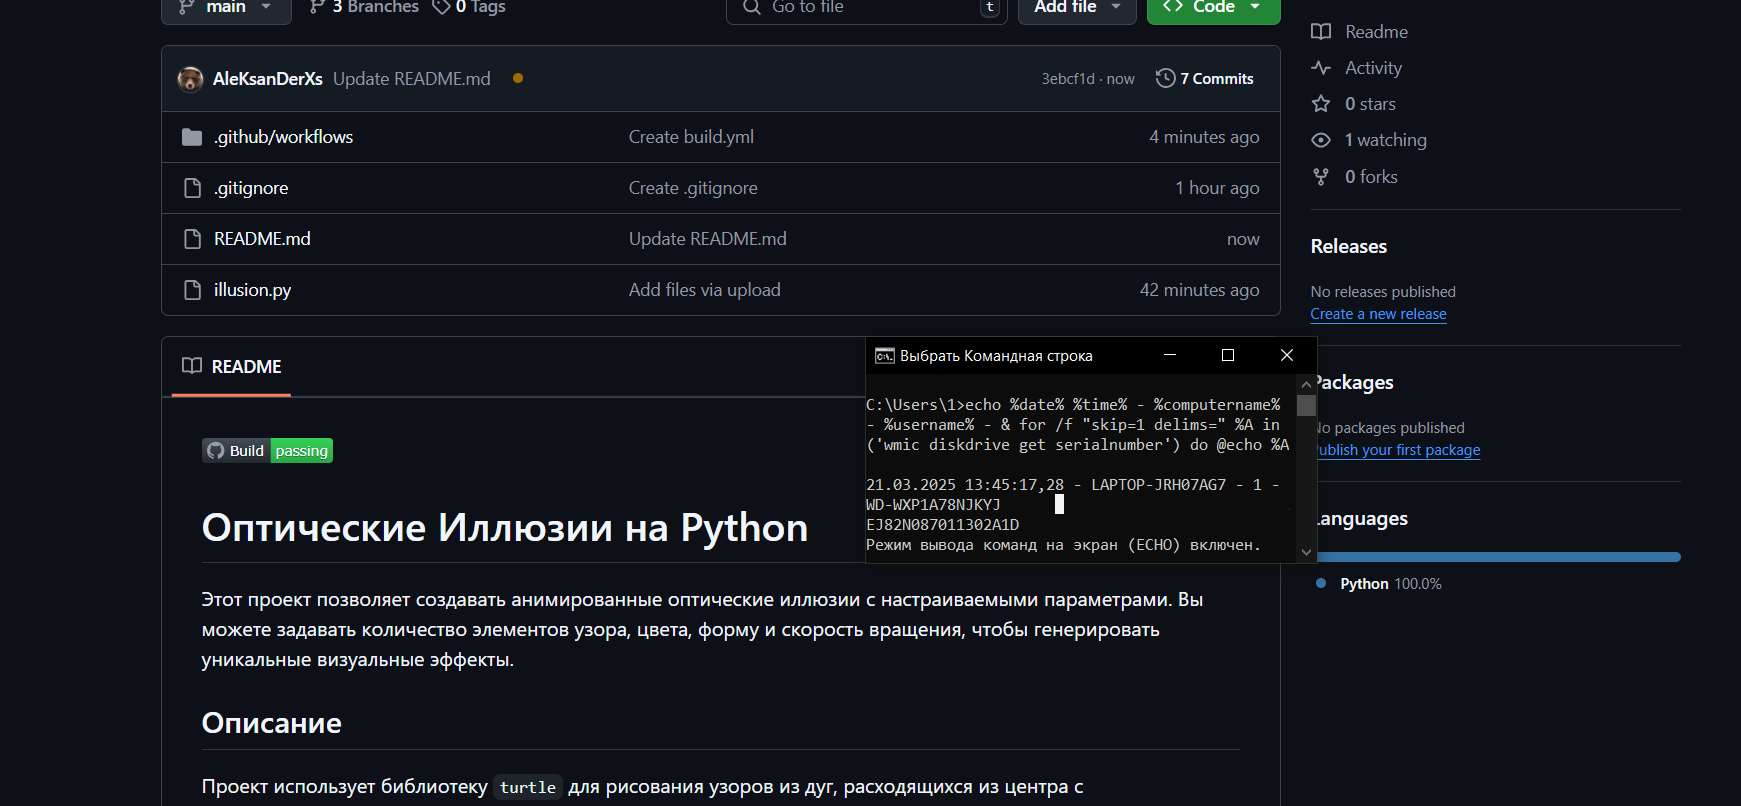 main
3 Branches
0 Tags
Go to file
t
Add file
Code
AleKsanDerXs Update README.md
3ebcf1d · now
7 Commits
.github/workflows
Create build.yml
4 minutes ago
.gitignore
Create .gitignore
1 hour ago
README.md
Update README.md
now
illusion.py
Add files via upload
42 minutes ago
README
Build passing
Оптические Иллюзии на Python
Этот проект позволяет создавать анимированные оптические иллюзии с настраиваемыми параметрами. Вы
можете задавать количество элементов узора, цвета, форму и скорость вращения, чтобы генерировать
уникальные визуальные эффекты.
Описание
Проект использует библиотеку turtle для рисования узоров из дуг, расходящихся из центра с
Выбрать Командная строка
C:\Users\1>echo %date% %time% - %computername%
- %username% - & for /f "skip=1 delims=" %A in
('wmic diskdrive get serialnumber') do @echo %A
21.03.2025 13:45:17,28 - LAPTOP-JRH07AG7 - 1 -
WD-WXP1A78NJKYJ
EJ82N087011302A1D
Режим вывода команд на экран (ECHO) включен.
Readme
Activity
0 stars
1 watching
0 forks
Releases
No releases published
Create a new release
Packages
No packages published
Publish your first package
Languages
Python 100.0%